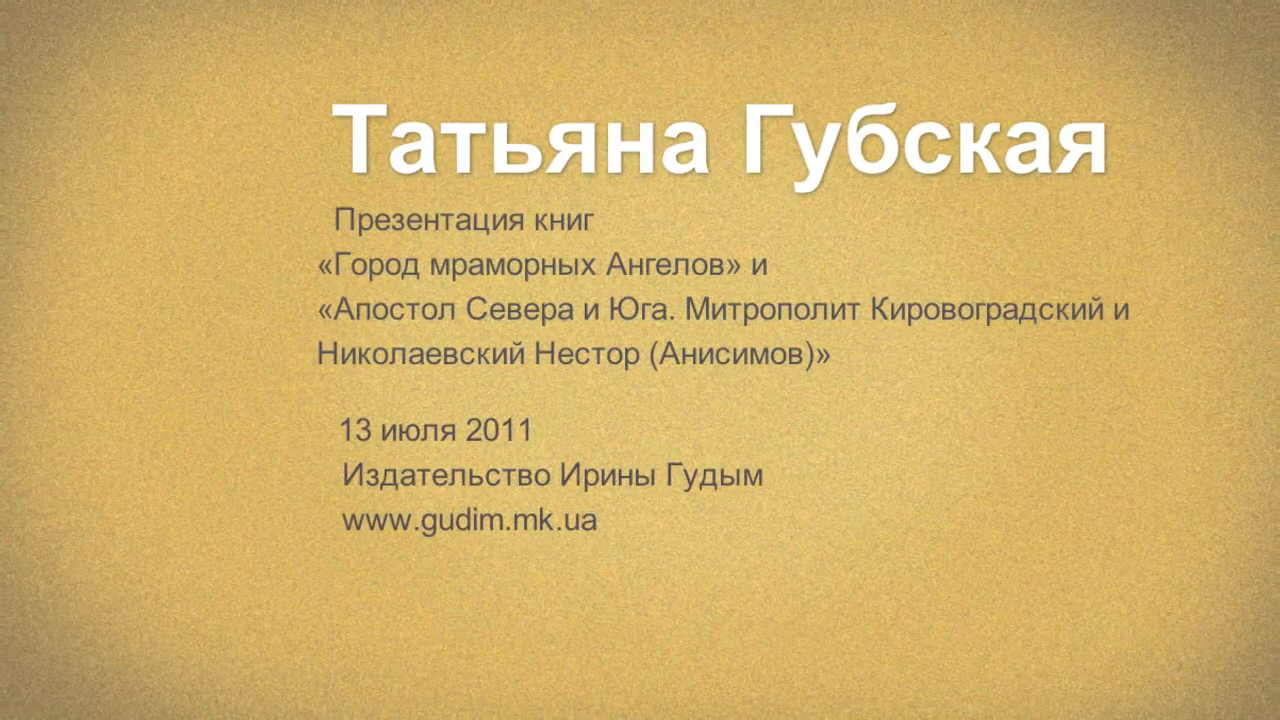 Татьяна Губская
Презентация книг
«Город мраморных Ангелов» и
«Апостол Севера и Юга. Митрополит Кировоградский и
Николаевский Нестор (Анисимов)»
13 июля 2011
Издательство Ирины Гудым
www.gudim.mk.ua